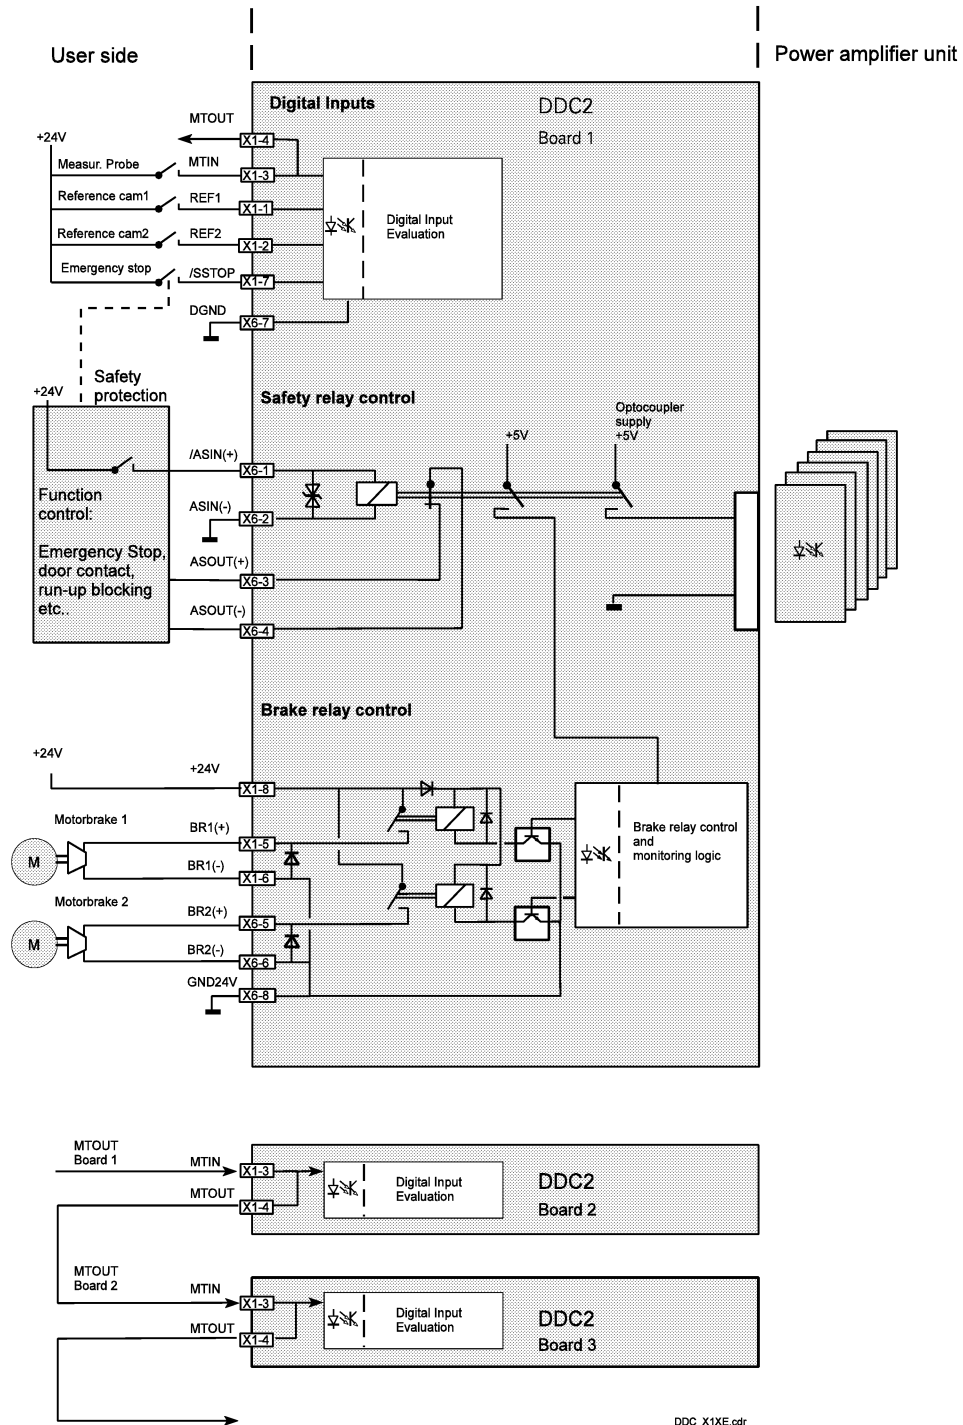 User side
Power amplifier unit
Digital Inputs
DDC2
Board 1
MTOUT
X1-4
+24V
Measur. Probe
MTIN
X1-3
Reference cam1
REF1
X1-1
Digital Input
Evaluation
Reference cam2
REF2
X1-2
Emergency stop
/SSTOP
X1-7
DGND
X6-7
Safety
protection
+24V
Safety relay control
Optocoupler
supply
+5V
+5V
/ASIN(+)
X6-1
Function
control:
ASIN(-)
X6-2
Emergency Stop,
door contact,
run-up blocking
etc..
ASOUT(+)
X6-3
ASOUT(-)
X6-4
Brake relay control
+24V
+24V
X1-8
Motorbrake 1
BR1(+)
X1-5
M
BR1(-)
X1-6
Brake relay control
and
monitoring logic
Motorbrake 2
BR2(+)
X6-5
M
BR2(-)
X6-6
GND24V
X6-8
MTOUT
Board 1
MTIN
X1-3
MTOUT
X1-4
Digital Input
Evaluation
DDC2
Board 2
MTOUT
Board 2
MTIN
X1-3
MTOUT
X1-4
Digital Input
Evaluation
DDC2
Board 3
DDC_X1XE.cdr